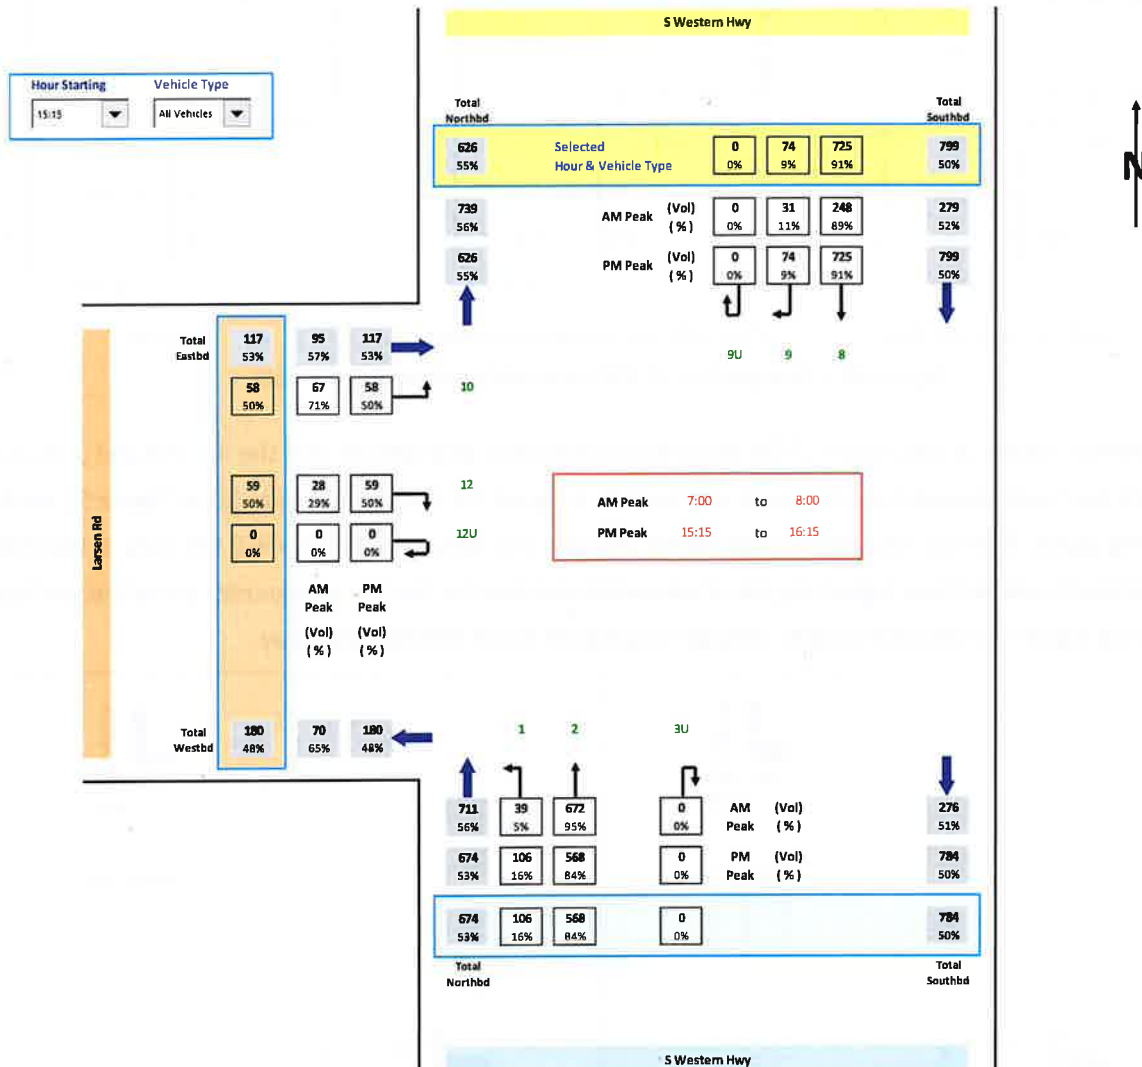 S Western Hwy
Hour Starting Vehicle Type
15:15 All Vehicles
N
Total Northbd
Total Southbd
626 Selected 0 74 725 799
55% Hour & Vehicle Type 0% 9% 91% 50%
739 AM Peak (Vol) 0 31 248 279
56% (%) 0% 11% 89% 52%
626 PM Peak (Vol) 0 74 725 799
55% (%) 0% 9% 91% 50%
9U 9 8
Total 117 95 117
Eastbd 53% 57% 53%
58 67 58 10
50% 71% 50%
59 28 59 12
50% 29% 50%
0 0 0 12U
0% 0% 0%
AM PM
Peak Peak
(Vol) (Vol)
(%) (%)
Larsen Rd
AM Peak 7:00 to 8:00
PM Peak 15:15 to 16:15
Total 180 70 180
Westbd 48% 65% 48%
1 2 3U
711 39 672 0 AM (Vol) 276
56% 5% 95% 0% Peak (%) 51%
674 106 568 0 PM (Vol) 784
53% 16% 84% 0% Peak (%) 50%
674 106 568 0 784
53% 16% 84% 0% 50%
Total Total
Northbd Southbd
S Western Hwy